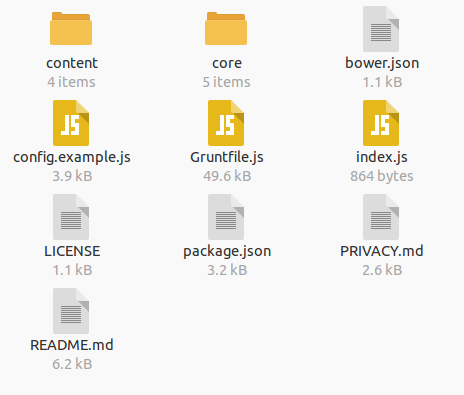 content
4 items
core
5 items
bower.json
1.1 kB
JS
config.example.js
3.9 kB
JS
Gruntfile.js
49.6 kB
JS
index.js
864 bytes
LICENSE
1.1 kB
package.json
3.2 kB
PRIVACY.md
2.6 kB
README.md
6.2 kB